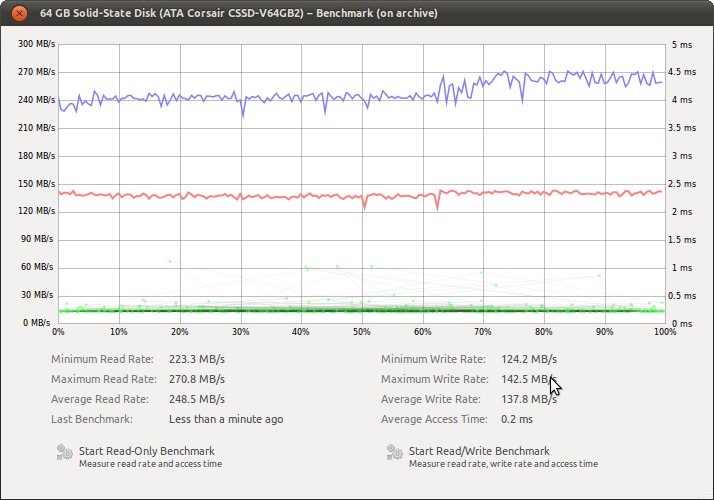 64 GB Solid-State Disk (ATA Corsair CSSD-V64GB2) – Benchmark (on archive)
300 MB/s 5 ms
270 MB/s 4.5 ms
240 MB/s 4 ms
210 MB/s 3.5 ms
180 MB/s 3 ms
150 MB/s 2.5 ms
120 MB/s 2 ms
90 MB/s 1.5 ms
60 MB/s 1 ms
30 MB/s 0.5 ms
0 MB/s 0 ms
0% 10% 20% 30% 40% 50% 60% 70% 80% 90% 100%
Minimum Read Rate: 223.3 MB/s Minimum Write Rate: 124.2 MB/s
Maximum Read Rate: 270.8 MB/s Maximum Write Rate: 142.5 MB/s
Average Read Rate: 248.5 MB/s Average Write Rate: 137.8 MB/s
Last Benchmark: Less than a minute ago Average Access Time: 0.2 ms
Start Read-Only Benchmark Start Read/Write Benchmark
Measure read rate and access time Measure read rate, write rate and access time